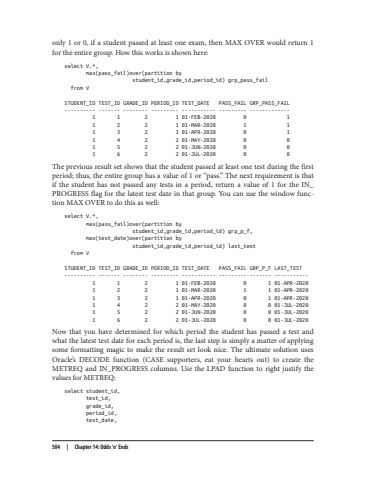 only 1 or 0, if a student passed at least one exam, then MAX OVER would return 1
for the entire group. How this works is shown here:
select V.*,
max(pass_fail)over(partition by
student_id,grade_id,period_id) grp_pass_fail
from V
STUDENT_ID TEST_ID GRADE_ID PERIOD_ID TEST_DATE PASS_FAIL GRP_PASS_FAIL
---------- ------- -------- ---------- ----------- --------- -------------
1 1 2 1 01-FEB-2020 0 1
1 2 2 1 01-MAR-2020 1 1
1 3 2 1 01-APR-2020 0 1
1 4 2 2 01-MAY-2020 0 0
1 5 2 2 01-JUN-2020 0 0
1 6 2 2 01-JUL-2020 0 0
The previous result set shows that the student passed at least one test during the first
period; thus, the entire group has a value of 1 or “pass.” The next requirement is that
if the student has not passed any tests in a period, return a value of 1 for the IN_
PROGRESS flag for the latest test date in that group. You can use the window func-
tion MAX OVER to do this as well:
select V.*,
max(pass_fail)over(partition by
student_id,grade_id,period_id) grp_p_f,
max(test_date)over(partition by
student_id,grade_id,period_id) last_test
from V
STUDENT_ID TEST_ID GRADE_ID PERIOD_ID TEST_DATE PASS_FAIL GRP_P_F LAST_TEST
---------- ------- -------- ---------- ----------- --------- ------- -----------
1 1 2 1 01-FEB-2020 0 1 01-APR-2020
1 2 2 1 01-MAR-2020 1 1 01-APR-2020
1 3 2 1 01-APR-2020 0 1 01-APR-2020
1 4 2 2 01-MAY-2020 0 0 01-JUL-2020
1 5 2 2 01-JUN-2020 0 0 01-JUL-2020
1 6 2 2 01-JUL-2020 0 0 01-JUL-2020
Now that you have determined for which period the student has passed a test and
what the latest test date for each period is, the last step is simply a matter of applying
some formatting magic to make the result set look nice. The ultimate solution uses
Oracle’s DECODE function (CASE supporters, eat your hearts out) to create the
METREQ and IN_PROGRESS columns. Use the LPAD function to right justify the
values for METREQ:
select student_id,
test_id,
grade_id,
period_id,
test_date,
504 | Chapter 14: Odds ’n’ Ends